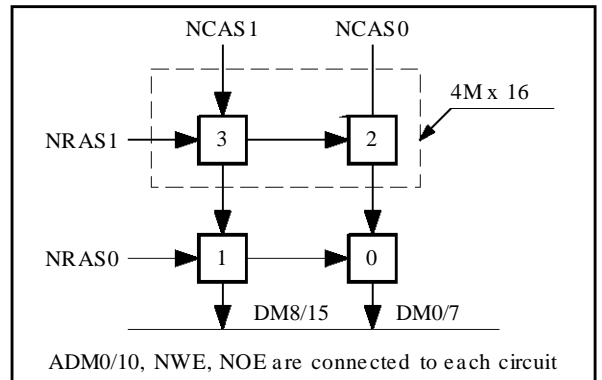 NCAS1 NCAS0
4M x 16
NRAS1 3 2
NRAS0 1 0
DM8/15 DM0/7
ADM0/10, NWE, NOE are connected to each circuit